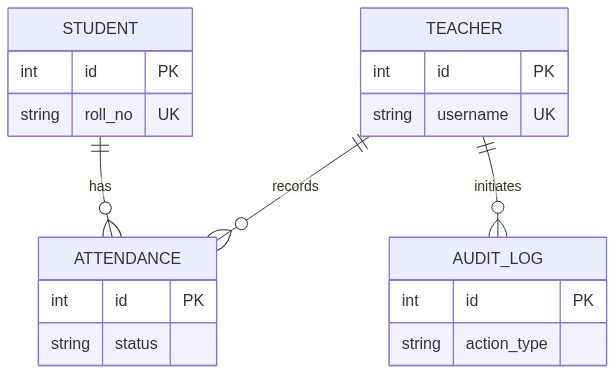 STUDENT
int id PK
string roll_no UK
TEACHER
int id PK
string username UK
has
records
initiates
ATTENDANCE
int id PK
string status
AUDIT_LOG
int id PK
string action_type